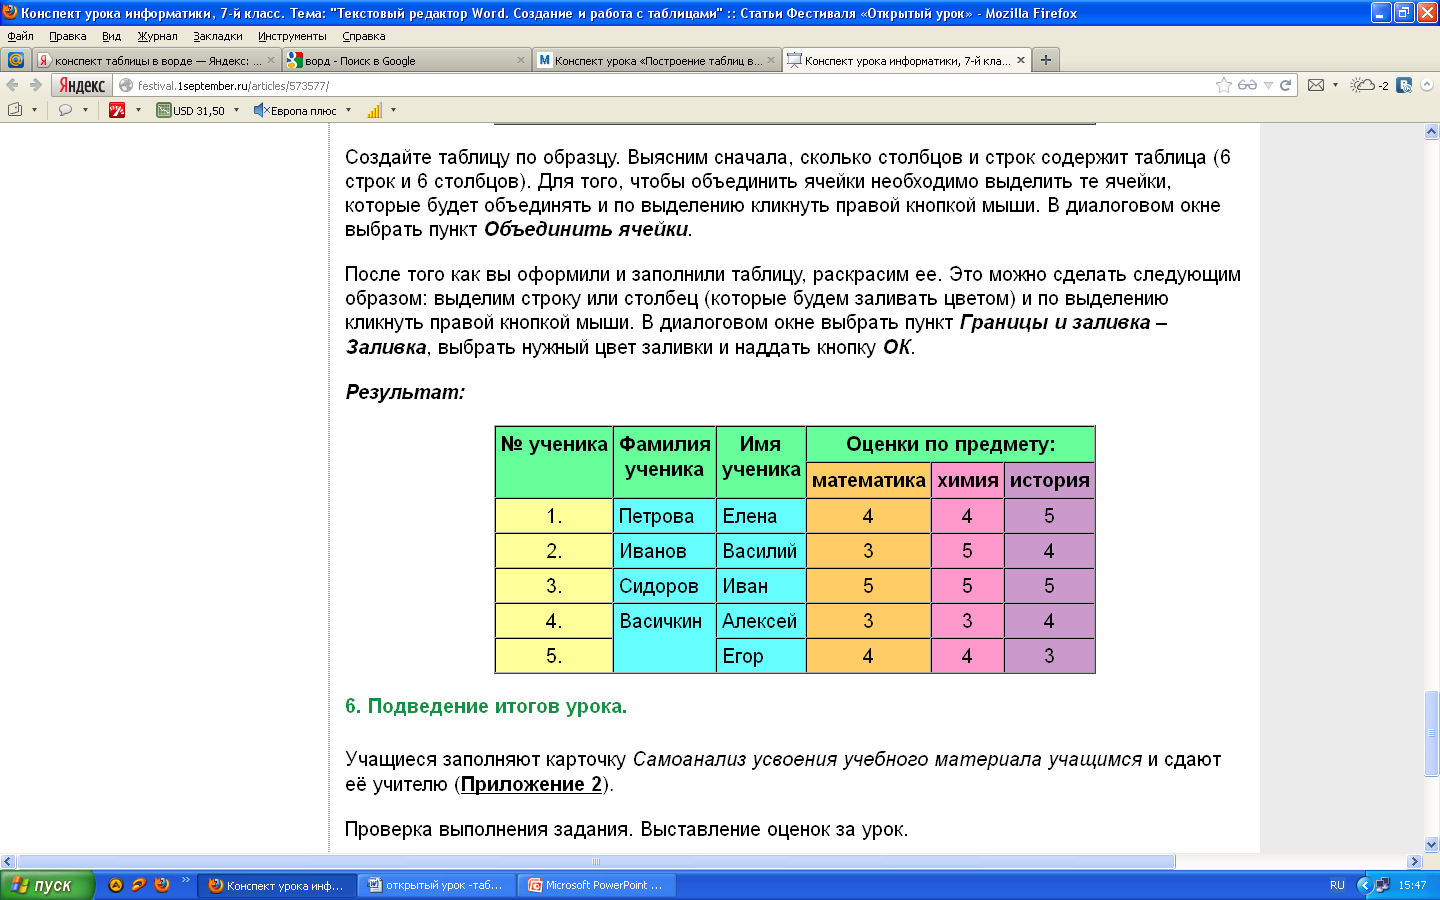 Конспект урока информатики, 7-й класс. Тема: "Текстовый редактор Word. Создание и работа с таблицами" :: Статьи Фестиваля «Открытый урок» - Mozilla Firefox
Файл Правка Вид Журнал Закладки Инструменты Справка
конспект таблицы в ворде — Яндекс: ... ворд - Поиск в Google Конспект урока «Построение таблиц в... Конспект урока информатики, 7-й кла...
Яндекс festival.1september.ru/articles/573577/ -2
USD 31,50 Европа плюс
Создайте таблицу по образцу. Выясним сначала, сколько столбцов и строк содержит таблица (6
строк и 6 столбцов). Для того, чтобы объединить ячейки необходимо выделить те ячейки,
которые будет объединять и по выделению кликнуть правой кнопкой мыши. В диалоговом окне
выбрать пункт Объединить ячейки.
После того как вы оформили и заполнили таблицу, раскрасим ее. Это можно сделать следующим
образом: выделим строку или столбец (которые будем заливать цветом) и по выделению
кликнуть правой кнопкой мыши. В диалоговом окне выбрать пункт Границы и заливка –
Заливка, выбрать нужный цвет заливки и наддать кнопку ОК.
Результат:
№ ученика Фамилия Имя Оценки по предмету:
ученика ученика
математика химия история
1. Петрова Елена 4 4 5
2. Иванов Василий 3 5 4
3. Сидоров Иван 5 5 5
4. Васичкин Алексей 3 3 4
5. Егор 4 4 3
6. Подведение итогов урока.
Учащиеся заполняют карточку Самоанализ усвоения учебного материала учащимся и сдают
её учителю (Приложение 2).
Проверка выполнения задания. Выставление оценок за урок.
пуск Конспект урока инф... открытый урок -таб... Microsoft PowerPoint ... RU 15:47